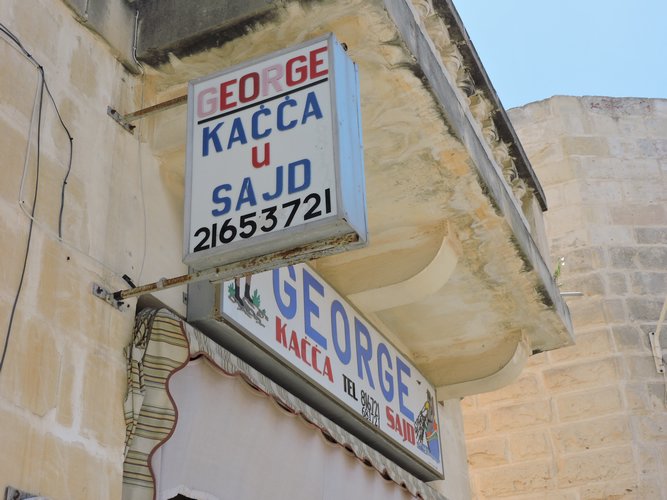 GEORGE
KAĊĊA
u
SAJD
21653721
GEORGE
KAĊĊA
TEL
SAJD